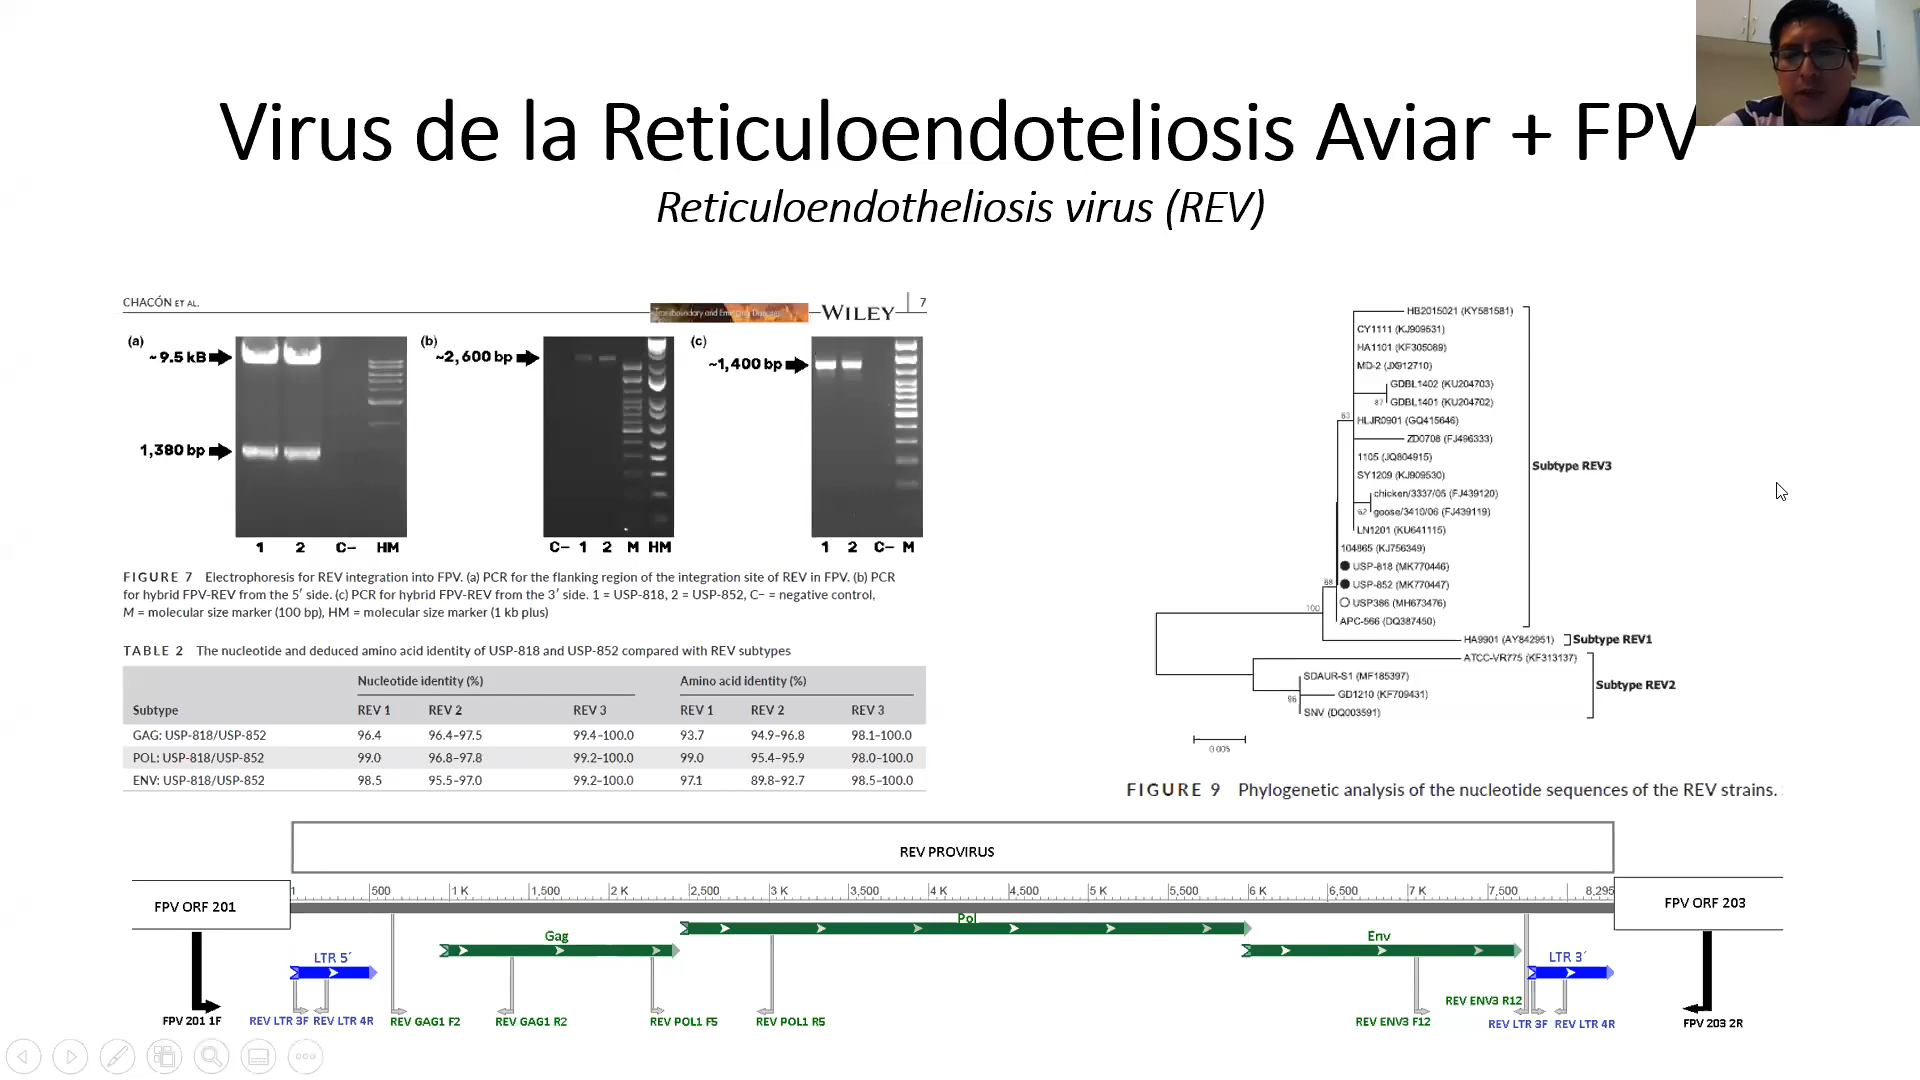 Virus de la Reticuloendoteliosis Aviar + FPV
Reticuloendotheliosis virus (REV)
CHACÓN ET AL.
Transboundary and Emerging Diseases
WILEY
7
(a)
~9.5 kB
1,380 bp
1 2 C− HM
(b)
~2,600 bp
C− 1 2 M HM
(c)
~1,400 bp
1 2 C− M
FIGURE 7 Electrophoresis for REV integration into FPV. (a) PCR for the flanking region of the integration site of REV in FPV. (b) PCR
for hybrid FPV-REV from the 5′ side. (c) PCR for hybrid FPV-REV from the 3′ side. 1 = USP-818, 2 = USP-852, C− = negative control,
M = molecular size marker (100 bp), HM = molecular size marker (1 kb plus)
TABLE 2 The nucleotide and deduced amino acid identity of USP-818 and USP-852 compared with REV subtypes
Nucleotide identity (%) Amino acid identity (%)
Subtype REV 1 REV 2 REV 3 REV 1 REV 2 REV 3
GAG: USP-818/USP-852 96.4 96.4–97.5 99.4–100.0 93.7 94.9–96.8 98.1–100.0
POL: USP-818/USP-852 99.0 96.8–97.8 99.2–100.0 99.0 95.4–95.9 98.0–100.0
ENV: USP-818/USP-852 98.5 95.5–97.0 99.2–100.0 97.1 89.8–92.7 98.5–100.0
HB2015021 (KY581581)
CY1111 (KJ909531)
HA1101 (KF305089)
MD-2 (JX912710)
GDBL1402 (KU204703)
87
GDBL1401 (KU204702)
63
HLJR0901 (GQ415646)
ZD0708 (FJ496333)
1105 (JQ804915)
Subtype REV3
SY1209 (KJ909530)
chicken/3337/05 (FJ439120)
62
goose/3410/06 (FJ439119)
LN1201 (KU641115)
104865 (KJ756349)
USP-818 (MK770446)
68
USP-852 (MK770447)
USP386 (MH673476)
100
APC-566 (DQ387450)
HA9901 (AY842951)
Subtype REV1
ATCC-VR775 (KF313137)
SDAUR-S1 (MF185397)
Subtype REV2
96
GD1210 (KF709431)
SNV (DQ003591)
0.005
FIGURE 9 Phylogenetic analysis of the nucleotide sequences of the REV strains.
REV PROVIRUS
1 500 1 K 1,500 2 K 2,500 3 K 3,500 4 K 4,500 5 K 5,500 6 K 6,500 7 K 7,500 8,295
FPV ORF 201
FPV ORF 203
Pol
Gag
Env
LTR 5´
LTR 3´
REV ENV3 R12
FPV 201 1F REV LTR 3F REV LTR 4R REV GAG1 F2 REV GAG1 R2 REV POL1 F5 REV POL1 R5 REV ENV3 F12 REV LTR 3F REV LTR 4R FPV 203 2R